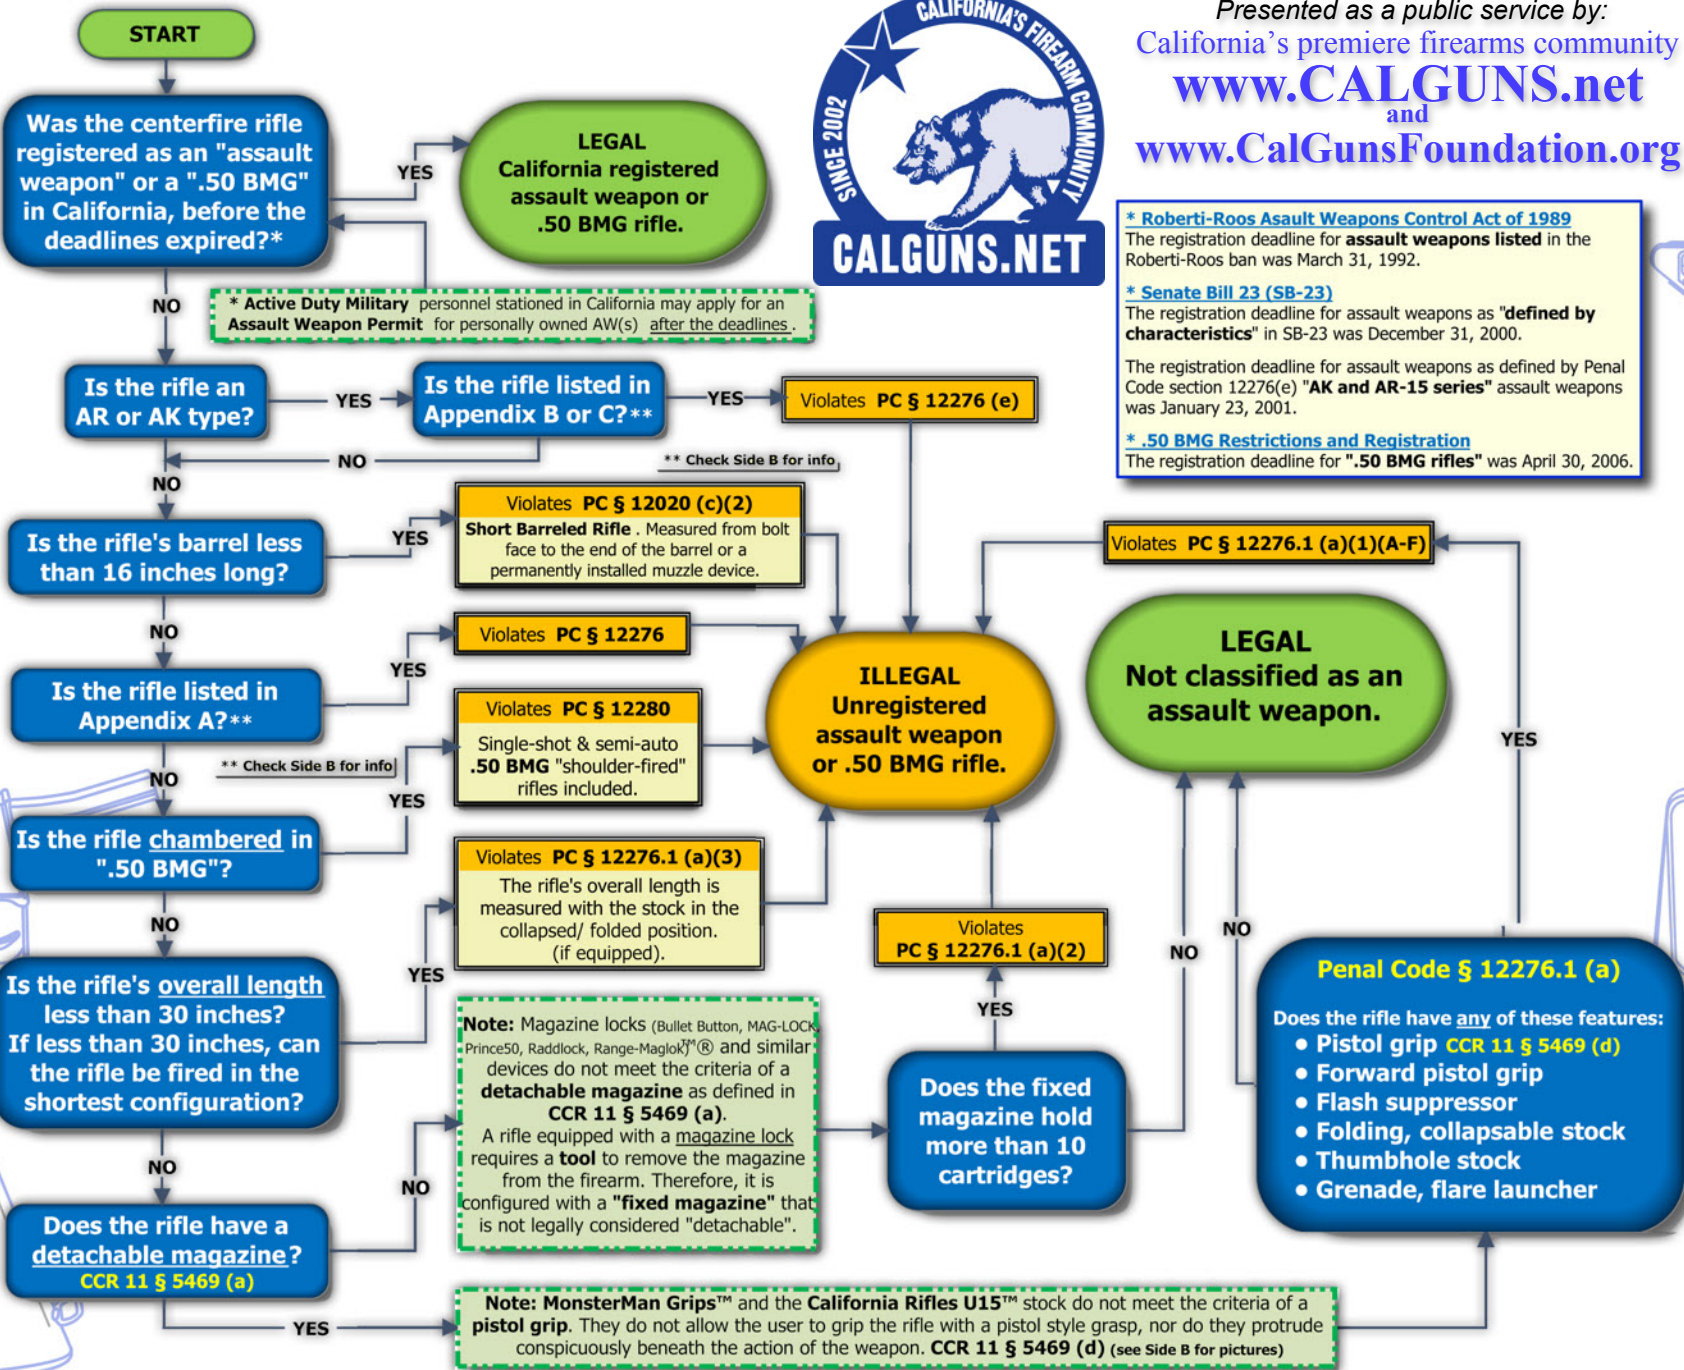 START
CALIFORNIA'S FIREARM COMMUNITY
SINCE 2002
CALGUNS.NET
Presented as a public service by:
California's premiere firearms community
www.CALGUNS.net
and
www.CalGunsFoundation.org
Was the centerfire rifle
registered as an "assault
weapon" or a ".50 BMG"
in California, before the
deadlines expired?*
YES
LEGAL
California registered
assault weapon or
.50 BMG rifle.
* Roberti-Roos Asault Weapons Control Act of 1989
The registration deadline for assault weapons listed in the
Roberti-Roos ban was March 31, 1992.
* Senate Bill 23 (SB-23)
The registration deadline for assault weapons as "defined by
characteristics" in SB-23 was December 31, 2000.
The registration deadline for assault weapons as defined by Penal
Code section 12276(e) "AK and AR-15 series" assault weapons
was January 23, 2001.
* .50 BMG Restrictions and Registration
The registration deadline for ".50 BMG rifles" was April 30, 2006.
NO
* Active Duty Military personnel stationed in California may apply for an
Assault Weapon Permit for personally owned AW(s) after the deadlines.
Is the rifle an
AR or AK type?
YES
Is the rifle listed in
Appendix B or C?**
YES
Violates PC § 12276 (e)
NO
** Check Side B for info
NO
Is the rifle's barrel less
than 16 inches long?
YES
Violates PC § 12020 (c)(2)
Short Barreled Rifle . Measured from bolt
face to the end of the barrel or a
permanently installed muzzle device.
Violates PC § 12276.1 (a)(1)(A-F)
NO
Is the rifle listed in
Appendix A?**
YES
Violates PC § 12276
ILLEGAL
Unregistered
assault weapon
or .50 BMG rifle.
LEGAL
Not classified as an
assault weapon.
YES
NO
** Check Side B for info
Is the rifle chambered in
".50 BMG"?
YES
Violates PC § 12280
Single-shot & semi-auto
.50 BMG "shoulder-fired"
rifles included.
NO
Is the rifle's overall length
less than 30 inches?
If less than 30 inches, can
the rifle be fired in the
shortest configuration?
YES
Violates PC § 12276.1 (a)(3)
The rifle's overall length is
measured with the stock in the
collapsed/ folded position.
(if equipped).
Violates
PC § 12276.1 (a)(2)
NO
NO
YES
NO
Does the rifle have a
detachable magazine?
CCR 11 § 5469 (a)
NO
Note: Magazine locks (Bullet Button, MAG-LOCK,
Prince50, Raddlock, Range-Maglok)™® and similar
devices do not meet the criteria of a
detachable magazine as defined in
CCR 11 § 5469 (a).
A rifle equipped with a magazine lock
requires a tool to remove the magazine
from the firearm. Therefore, it is
configured with a "fixed magazine" that
is not legally considered "detachable".
Does the fixed
magazine hold
more than 10
cartridges?
Penal Code § 12276.1 (a)
Does the rifle have any of these features:
• Pistol grip CCR 11 § 5469 (d)
• Forward pistol grip
• Flash suppressor
• Folding, collapsable stock
• Thumbhole stock
• Grenade, flare launcher
YES
Note: MonsterMan Grips™ and the California Rifles U15™ stock do not meet the criteria of a
pistol grip. They do not allow the user to grip the rifle with a pistol style grasp, nor do they protrude
conspicuously beneath the action of the weapon. CCR 11 § 5469 (d) (see Side B for pictures)